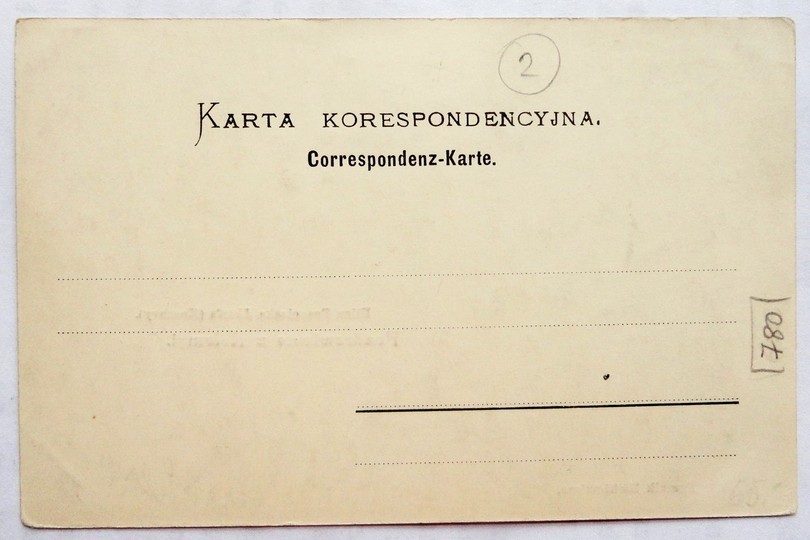 2
KARTA KORESPONDENCYJNA.
Correspondenz-Karte.
780